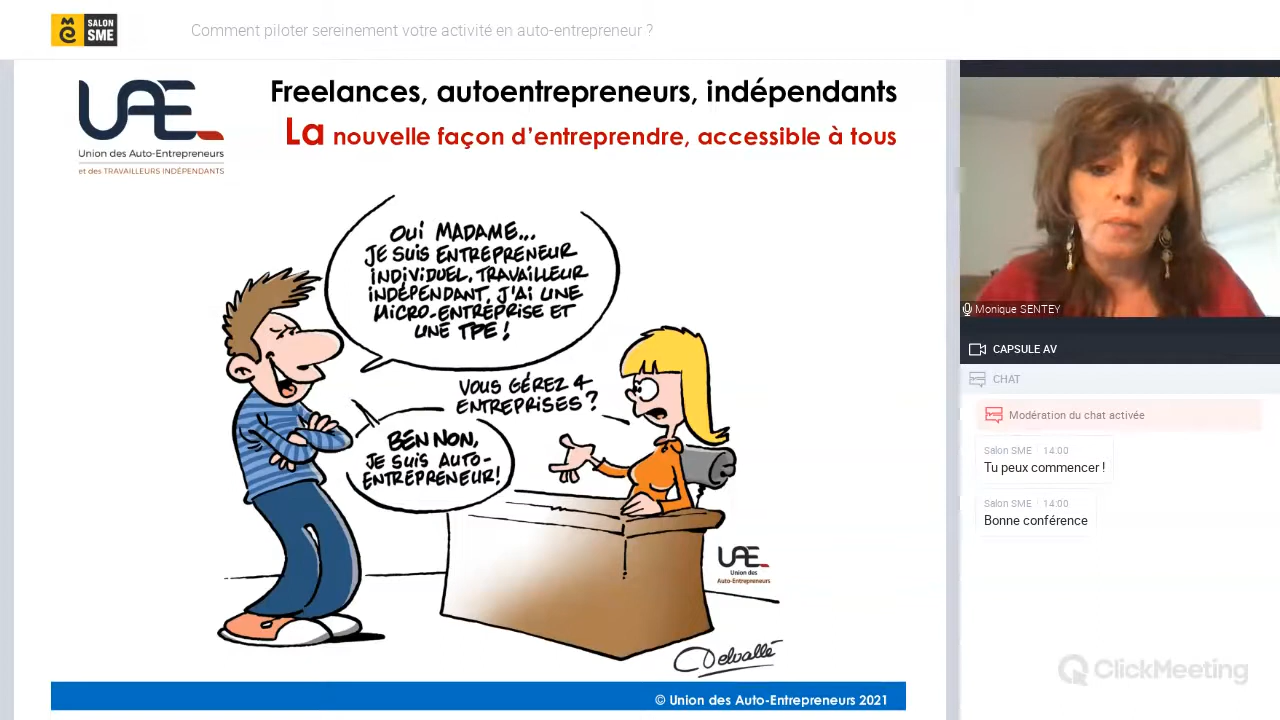 SALON
SME
Comment piloter sereinement votre activité en auto-entrepreneur ?
UAE
Union des Auto-Entrepreneurs
et des TRAVAILLEURS INDÉPENDANTS
Freelances, autoentrepreneurs, indépendants
La nouvelle façon d’entreprendre, accessible à tous
OUi MADAME...
JE SUiS ENTREPRENEUR
iNDiViDUEL, TRAVAiLLEUR
iNDÉPENDANT, J'Ai UNE
MiCRO-ENTREPRiSE ET
UNE TPE !
VOUS GÉREZ 4
ENTREPRiSES ?
BEN NON,
JE SUiS AUTO-
ENTREPRENEUR !
UAE
Union des
Auto-Entrepreneurs
Delvallé
© Union des Auto-Entrepreneurs 2021
Monique SENTEY
CAPSULE AV
CHAT
Modération du chat activée
Salon SME · 14:00
Tu peux commencer !
Salon SME · 14:00
Bonne conférence
ClickMeeting